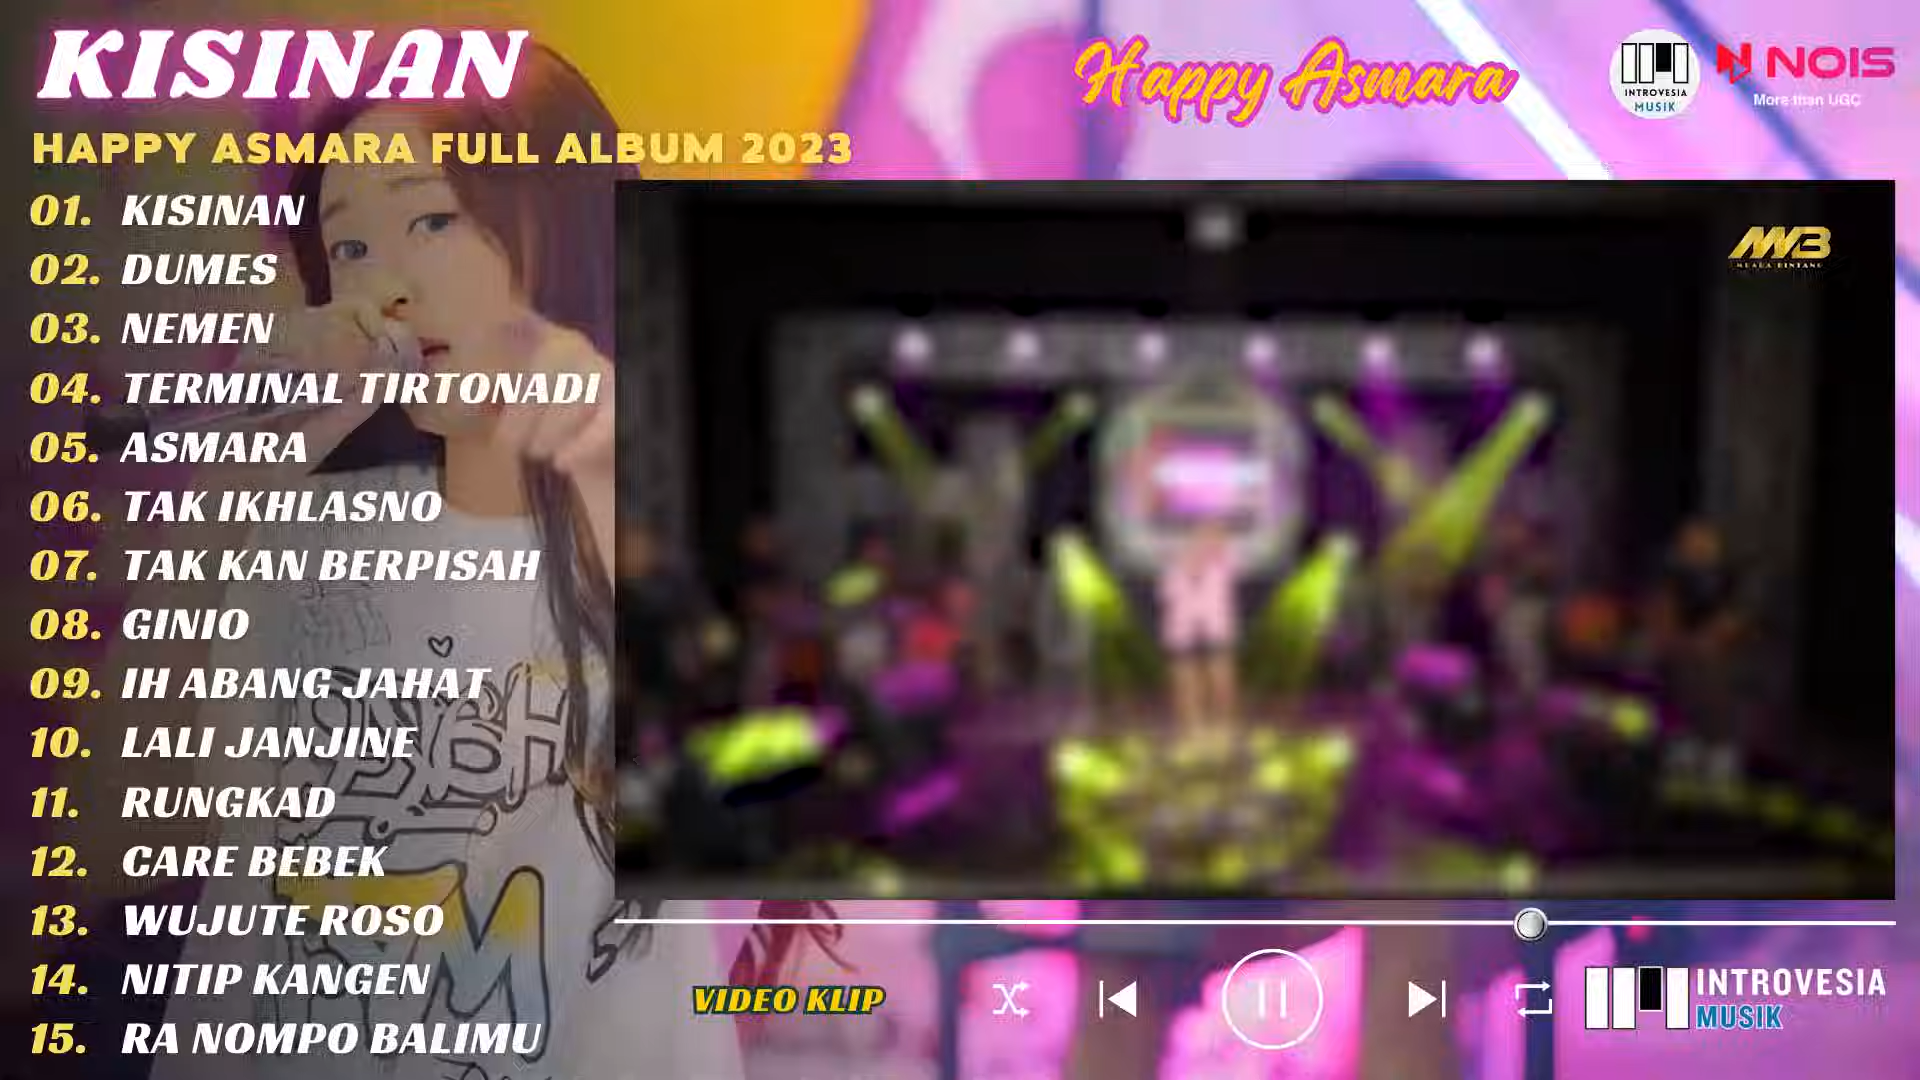 KISINAN
Happy Asmara
INTROVESIA
MUSIK
NOIS
More than UGC
HAPPY ASMARA FULL ALBUM 2023
01. KISINAN
02. DUMES
03. NEMEN
04. TERMINAL TIRTONADI
05. ASMARA
06. TAK IKHLASNO
07. TAK KAN BERPISAH
08. GINIO
09. IH ABANG JAHAT
10. LALI JANJINE
11. RUNGKAD
12. CARE BEBEK
13. WUJUTE ROSO
14. NITIP KANGEN
15. RA NOMPO BALIMU
VIDEO KLIP
INTROVESIA
MUSIK